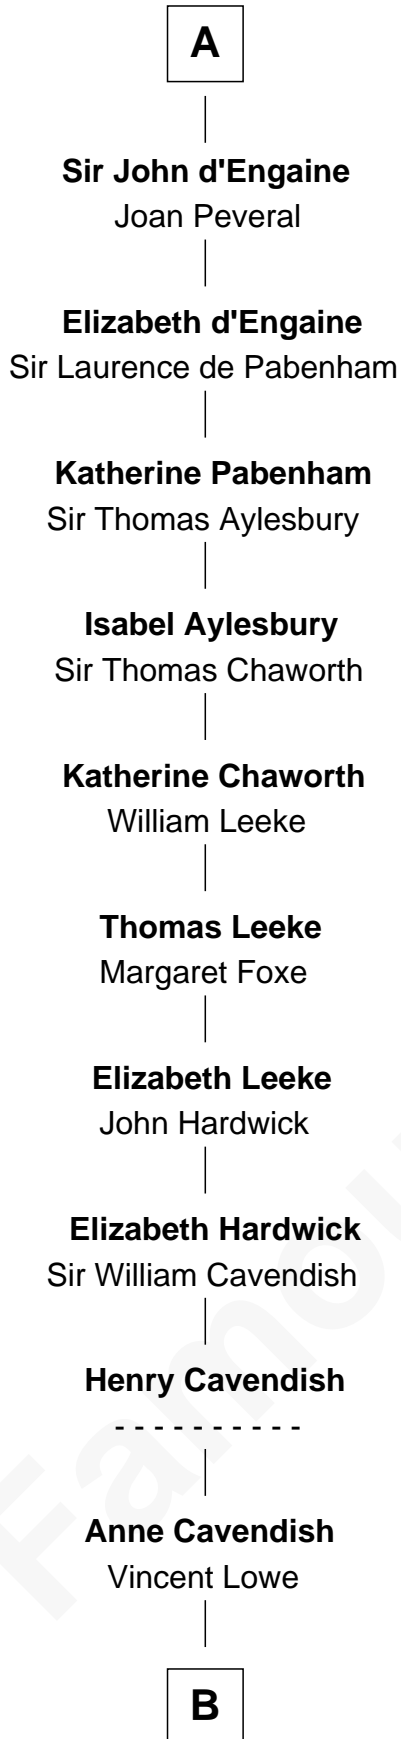 A
Sir John d'Engaine
Joan Peveral
Elizabeth d'Engaine
Sir Laurence de Pabenham
Katherine Pabenham
Sir Thomas Aylesbury
Isabel Aylesbury
Sir Thomas Chaworth
Katherine Chaworth
William Leeke
Thomas Leeke
Margaret Foxe
Elizabeth Leeke
John Hardwick
Elizabeth Hardwick
Sir William Cavendish
Henry Cavendish
- - - - - - - - - -
Anne Cavendish
Vincent Lowe
B